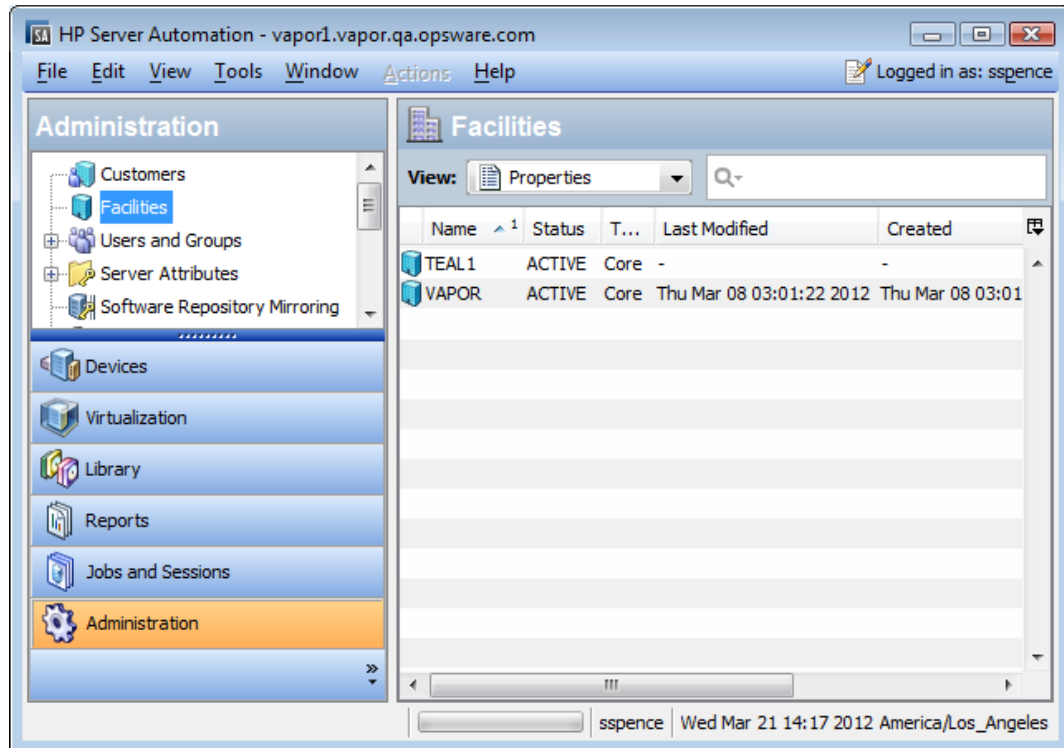 SA HP Server Automation - vapor1.vapor.qa.opsware.com
File Edit View Tools Window Actions Help Logged in as: sspence
Administration
Customers
Facilities
Users and Groups
Server Attributes
Software Repository Mirroring
Devices
Virtualization
Library
Reports
Jobs and Sessions
Administration
Facilities
View: Properties
Name 1 Status T... Last Modified Created
TEAL1 ACTIVE Core - -
VAPOR ACTIVE Core Thu Mar 08 03:01:22 2012 Thu Mar 08 03:01
sspence Wed Mar 21 14:17 2012 America/Los_Angeles